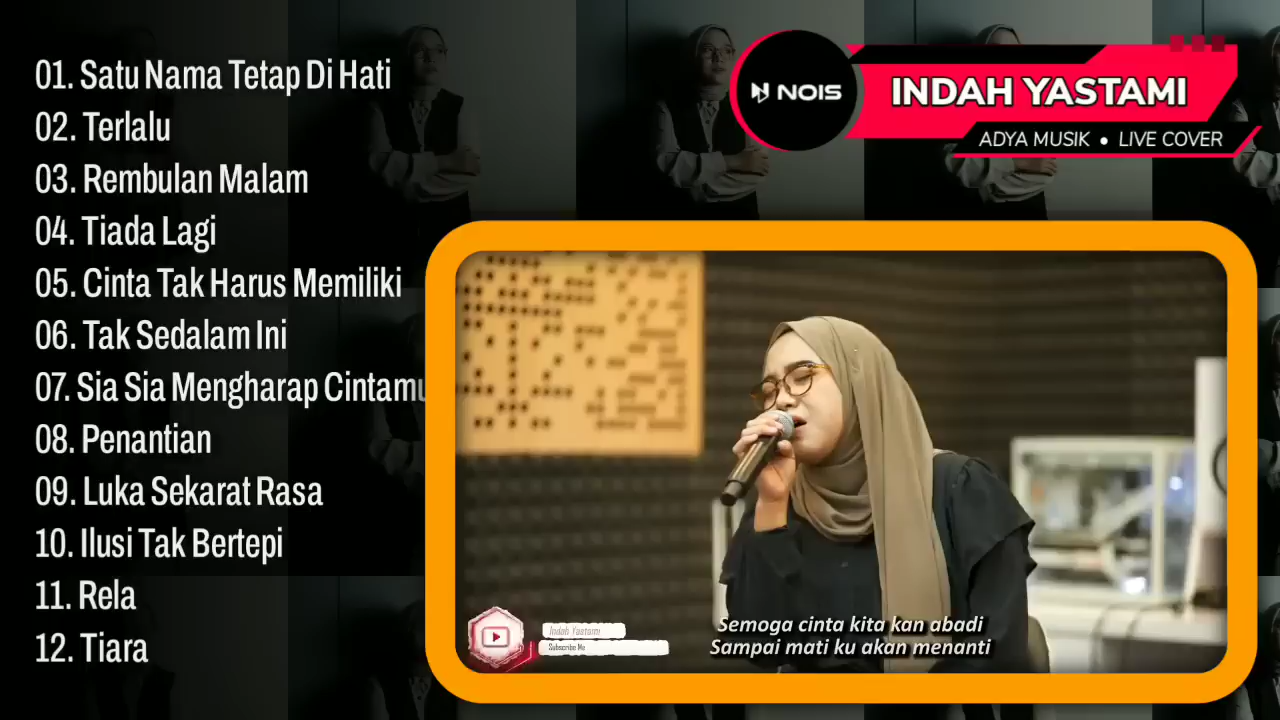 01. Satu Nama Tetap Di Hati
02. Terlalu
03. Rembulan Malam
04. Tiada Lagi
05. Cinta Tak Harus Memiliki
06. Tak Sedalam Ini
07. Sia Sia Mengharap Cintamu
08. Penantian
09. Luka Sekarat Rasa
10. Ilusi Tak Bertepi
11. Rela
12. Tiara
NOIS
INDAH YASTAMI
ADYA MUSIK • LIVE COVER
Indah Yastami
Subscribe Me
Semoga cinta kita kan abadi
Sampai mati ku akan menanti